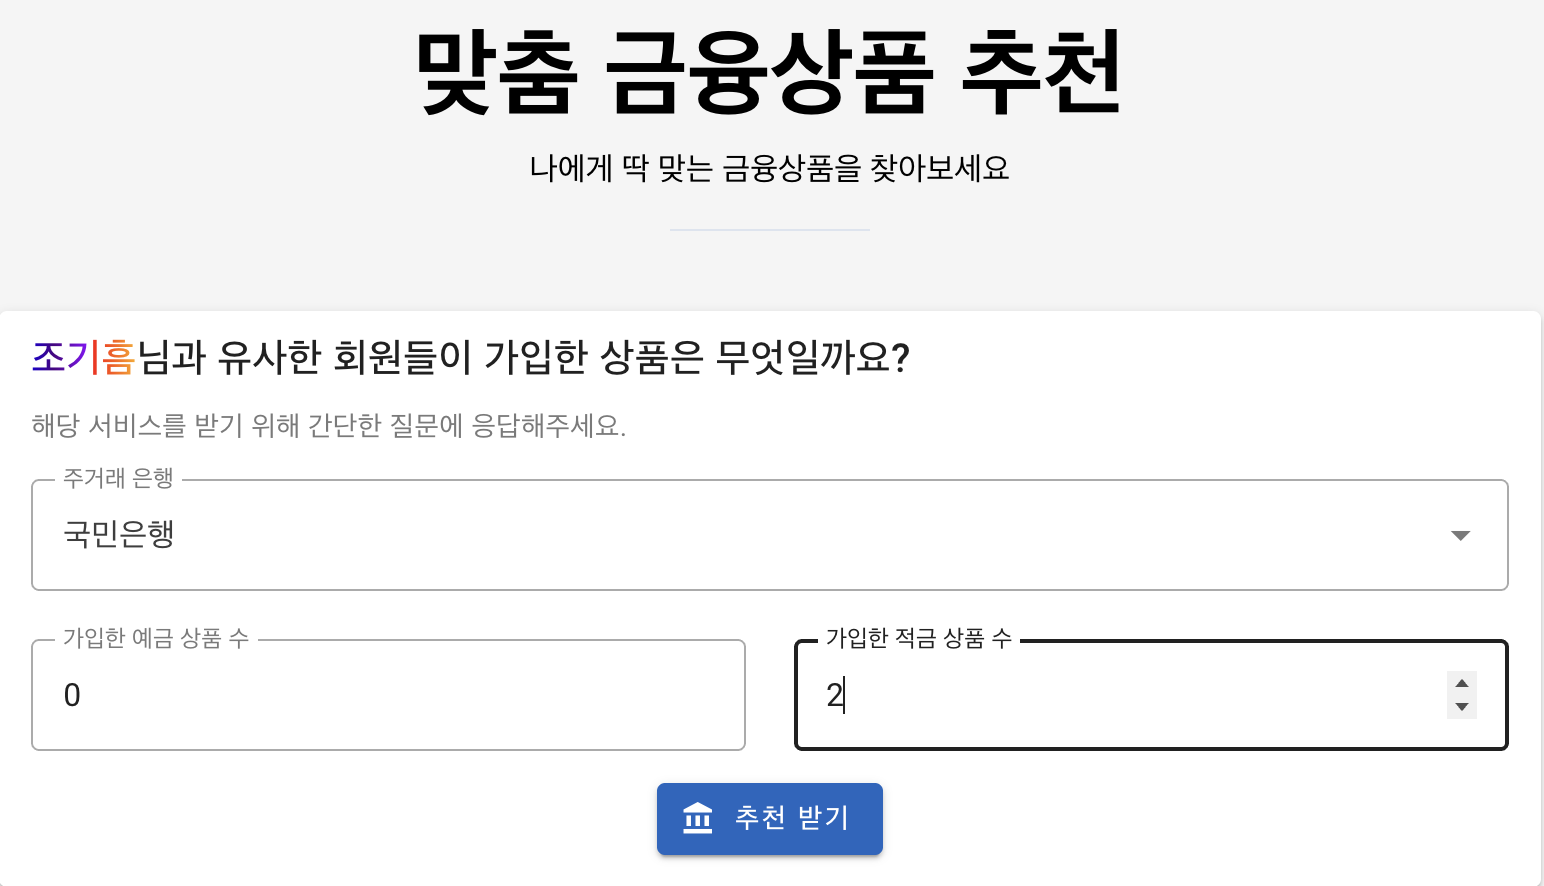 맞춤 금융상품 추천
나에게 딱 맞는 금융상품을 찾아보세요
조기흠님과 유사한 회원들이 가입한 상품은 무엇일까요?
해당 서비스를 받기 위해 간단한 질문에 응답해주세요.
주거래 은행
국민은행
가입한 예금 상품 수
0
가입한 적금 상품 수
2
추천 받기